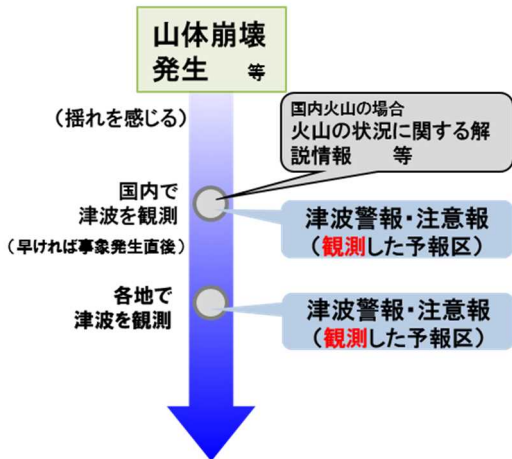 山体崩壊
発生 等
（揺れを感じる）
国内火山の場合
火山の状況に関する解
説情報 等
国内で
津波を観測
（早ければ事象発生直後）
津波警報・注意報
（観測した予報区）
各地で
津波を観測
津波警報・注意報
（観測した予報区）